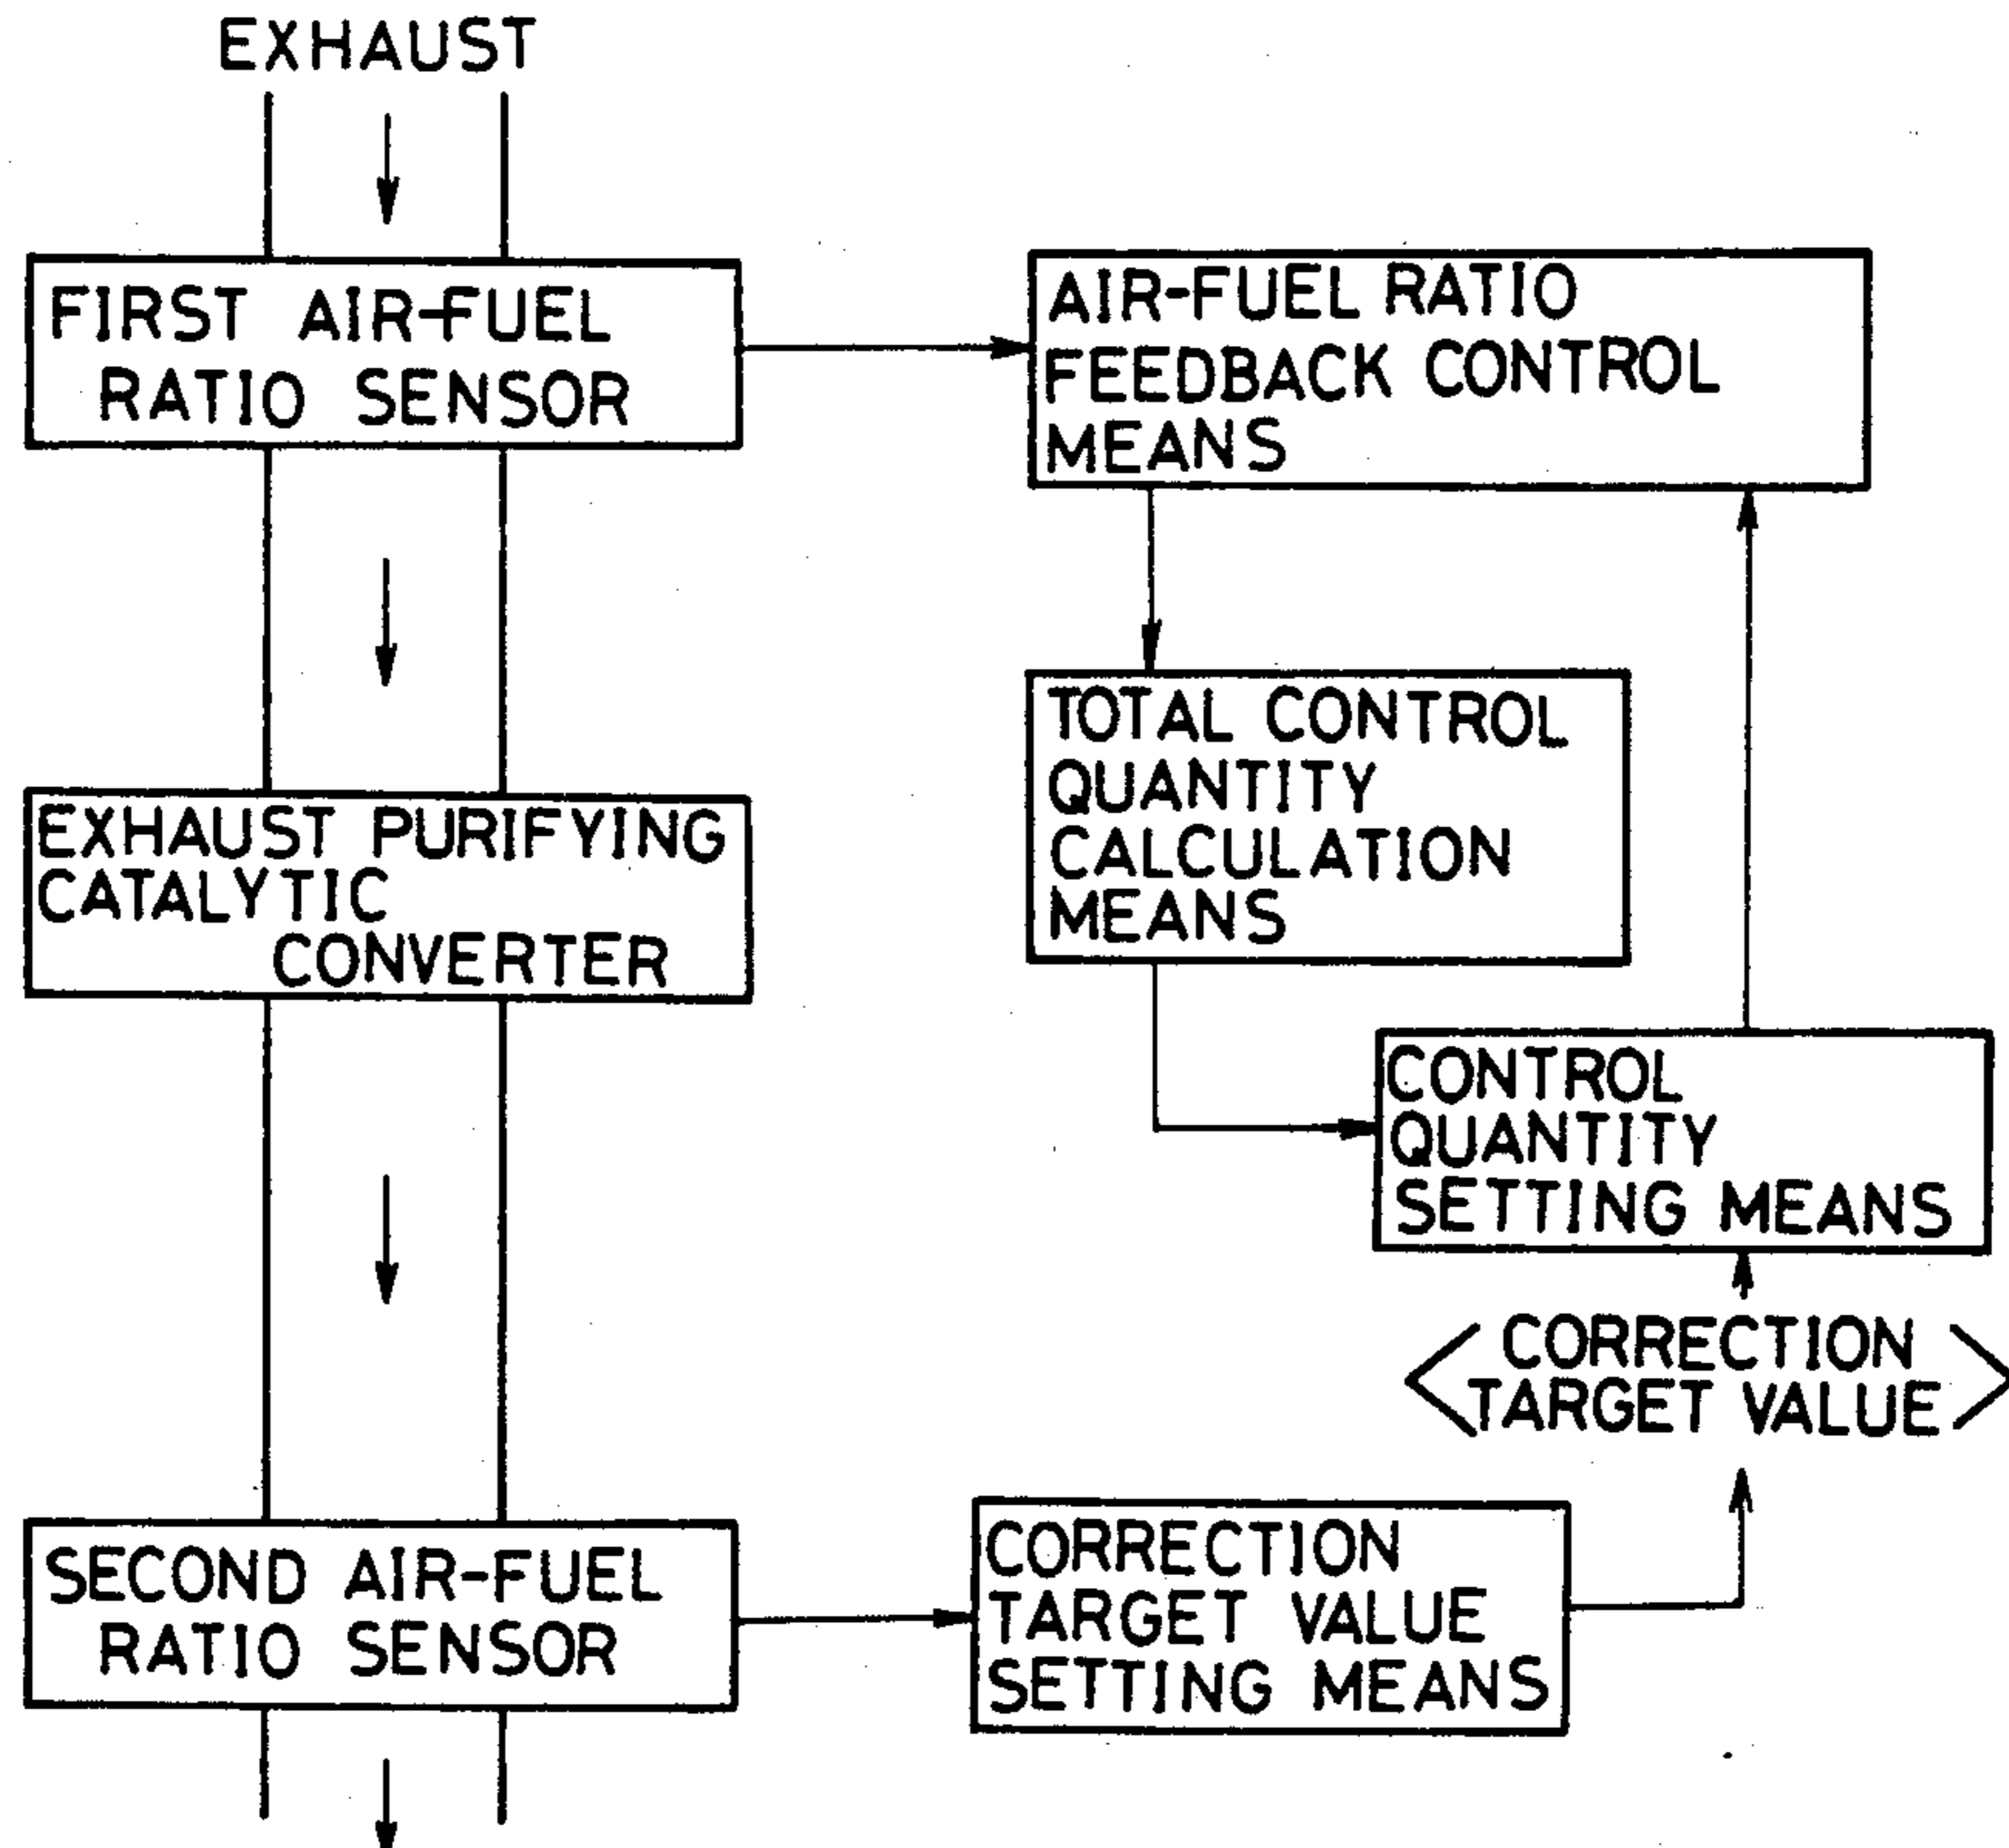 EXHAUST
FIRST AIR-FUEL
RATIO SENSOR
AIR-FUEL RATIO
FEEDBACK CONTROL
MEANS
TOTAL CONTROL
QUANTITY
CALCULATION
MEANS
EXHAUST PURIFYING
CATALYTIC
CONVERTER
CONTROL
QUANTITY
SETTING MEANS
<CORRECTION
TARGET VALUE>
SECOND AIR-FUEL
RATIO SENSOR
CORRECTION
TARGET VALUE
SETTING MEANS